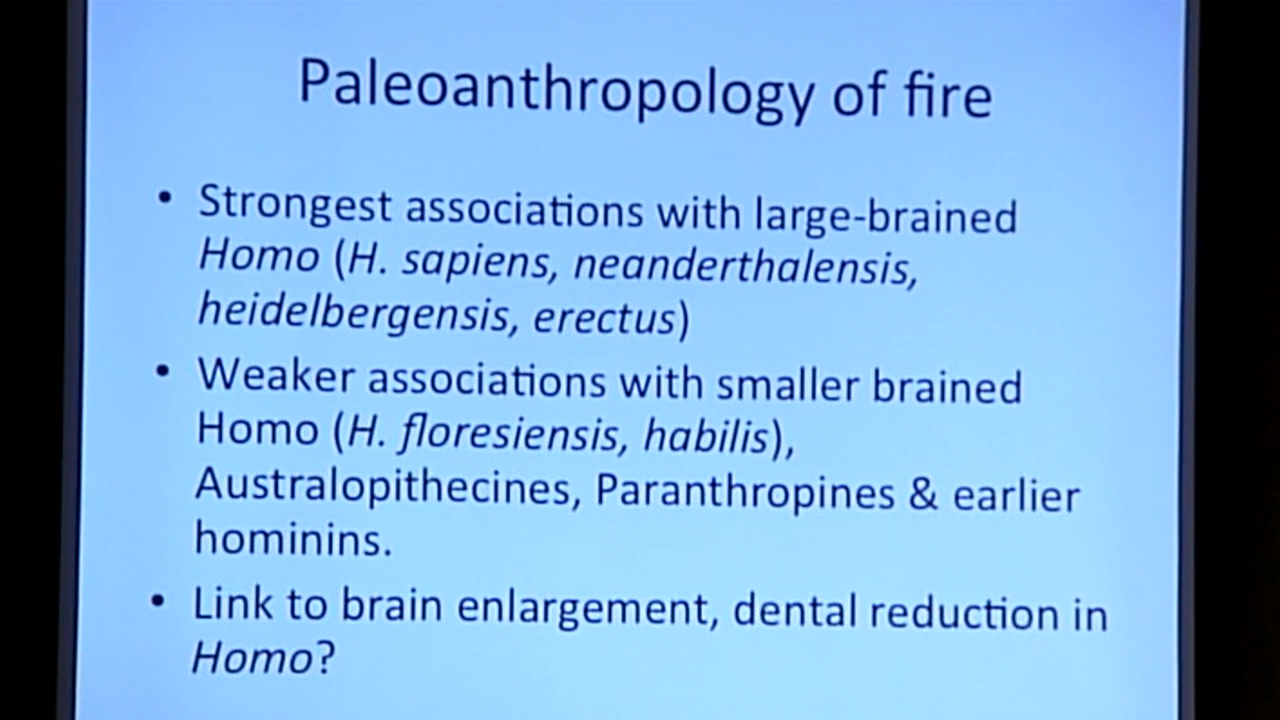 Paleoanthropology of fire
• Strongest associations with large-brained
Homo (H. sapiens, neanderthalensis,
heidelbergensis, erectus)
• Weaker associations with smaller brained
Homo (H. floresiensis, habilis),
Australopithecines, Paranthropines & earlier
hominins.
• Link to brain enlargement, dental reduction in
Homo?